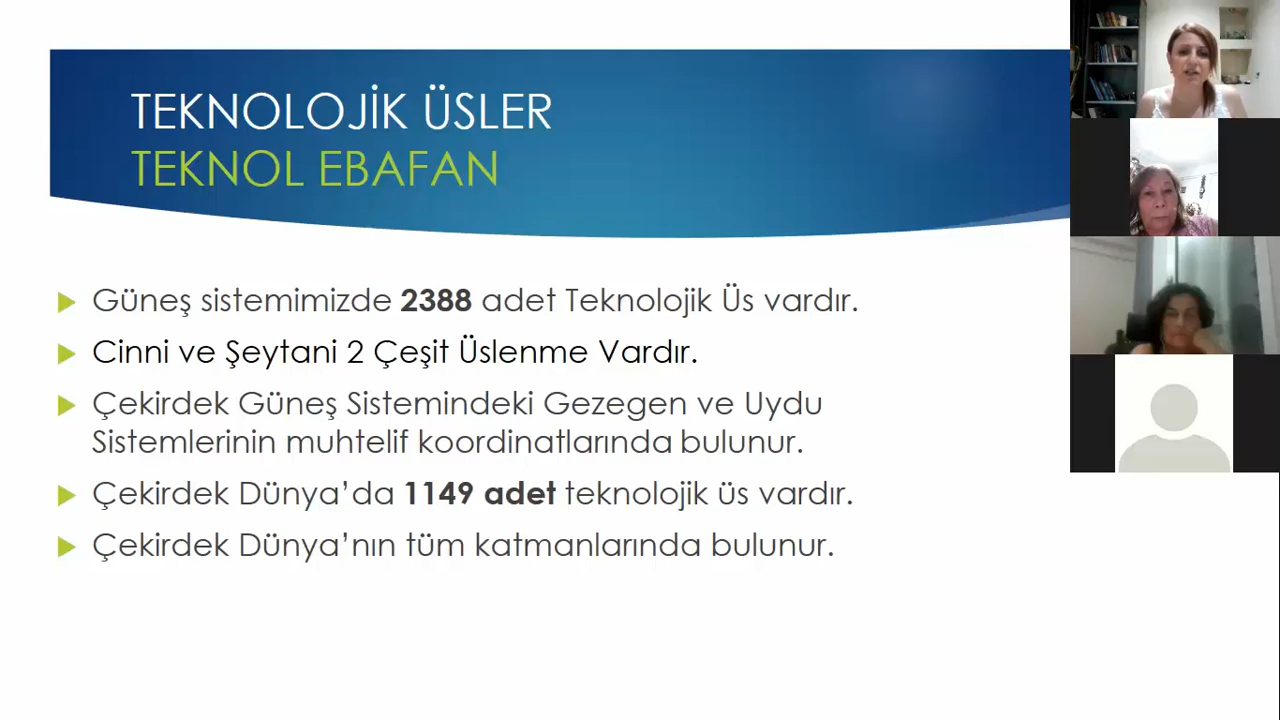 TEKNOLOJİK ÜSLER
TEKNOL EBAFAN
Güneş sistemimizde 2388 adet Teknolojik Üs vardır.
Cinni ve Şeytani 2 Çeşit Üslenme Vardır.
Çekirdek Güneş Sistemindeki Gezegen ve Uydu
Sistemlerinin muhtelif koordinatlarında bulunur.
Çekirdek Dünya’da 1149 adet teknolojik üs vardır.
Çekirdek Dünya’nın tüm katmanlarında bulunur.